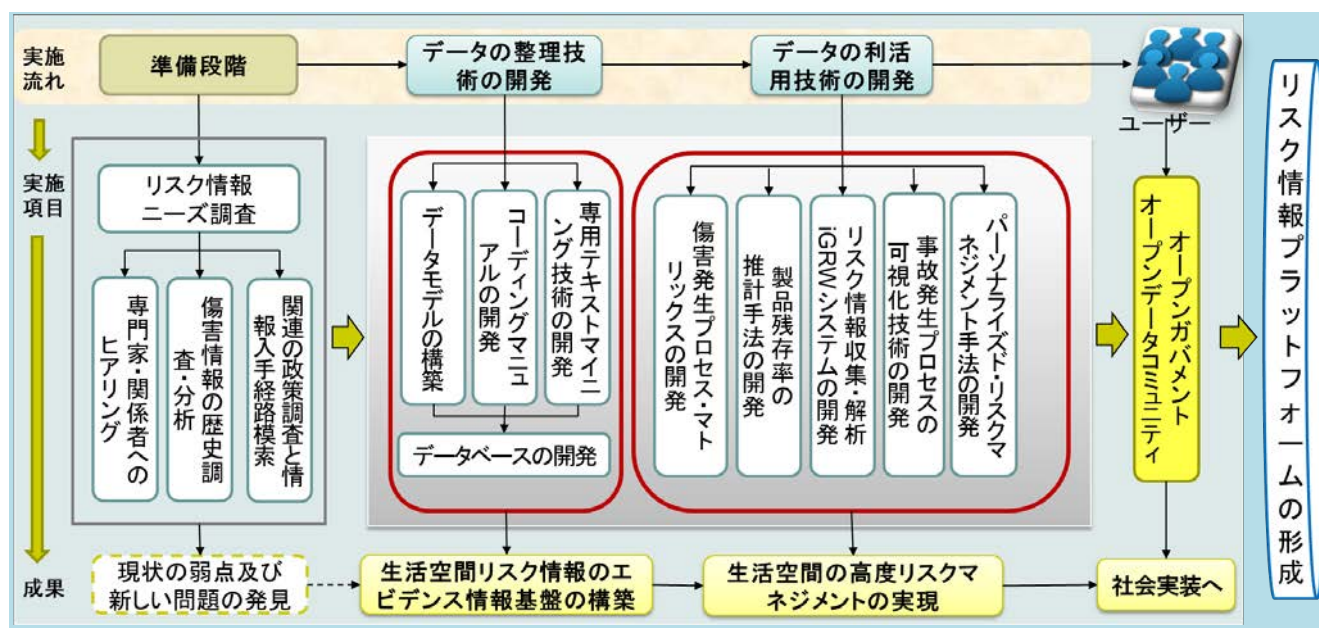 実施
流れ
準備段階
データの整理技
術の開発
データの利活
用技術の開発
ユーザー
実施
項目
リスク情報
ニーズ調査
専門家・関係者への
ヒアリング
傷害情報の歴史調
査・分析
関連の政策調査と情
報入手経路模索
データモデルの構築
コーディングマニュ
アルの開発
専用テキストマイニ
ング技術の開発
データベースの開発
傷害発生プロセス・マト
リックスの開発
製品残存率の
推計手法の開発
リスク情報収集・解析
iGRWシステムの開発
事故発生プロセスの
可視化技術の開発
パーソナライズド・リスクマ
ネジメント手法の開発
オープンガバメント
オープンデータコミュニティ
成果
現状の弱点及び
新しい問題の発見
生活空間リスク情報のエ
ビデンス情報基盤の構築
生活空間の高度リスクマ
ネジメントの実現
社会実装へ
リスク情報プラットフォームの形成